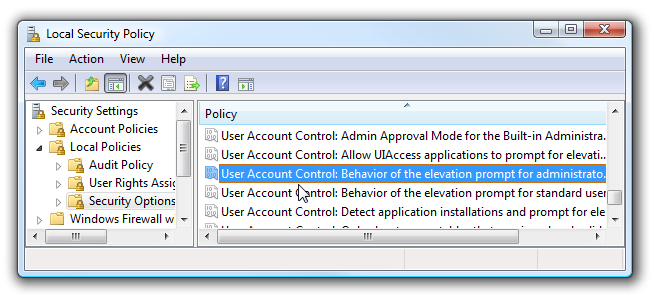 Local Security Policy
File Action View Help
Security Settings
Account Policies
Local Policies
Audit Policy
User Rights Assig
Security Options
Windows Firewall w
Policy
User Account Control: Admin Approval Mode for the Built-in Administra...
User Account Control: Allow UIAccess applications to prompt for elevati...
User Account Control: Behavior of the elevation prompt for administrato...
User Account Control: Behavior of the elevation prompt for standard user
User Account Control: Detect application installations and prompt for ele